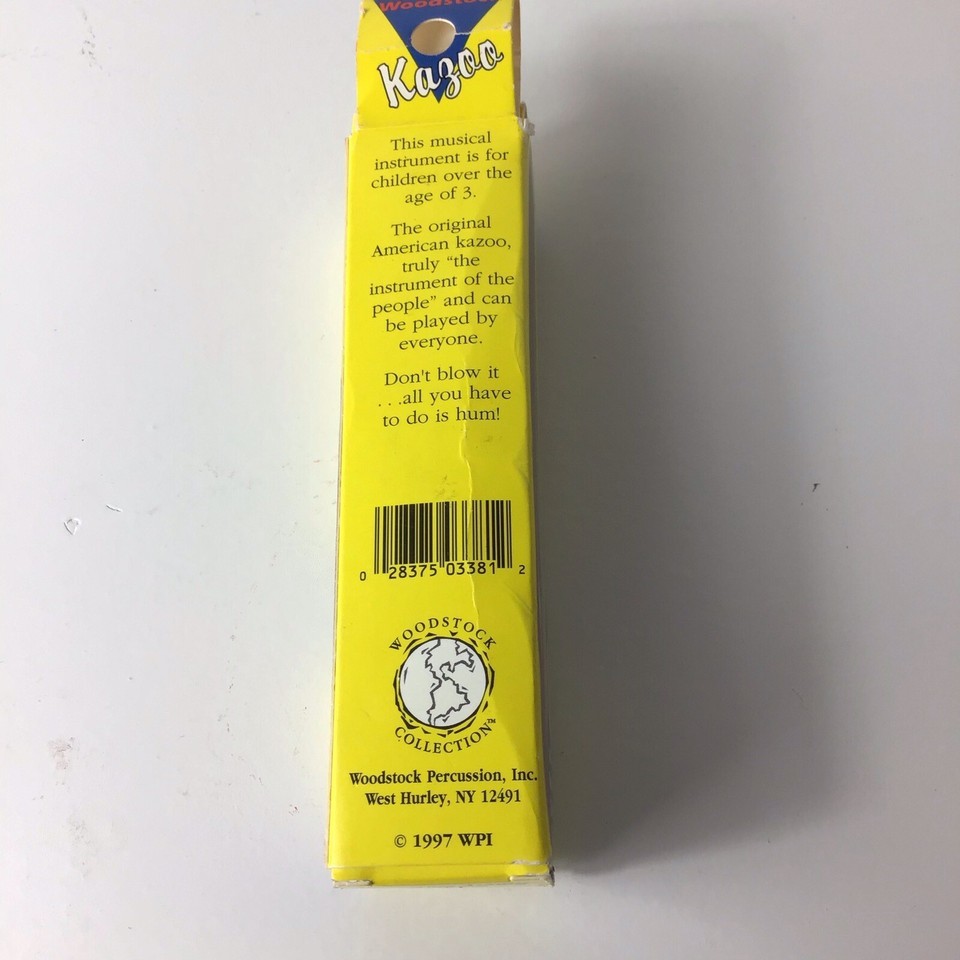 Woodstock
Kazoo
This musical
instrument is for
children over the
age of 3.
The original
American kazoo,
truly “the
instrument of the
people” and can
be played by
everyone.
Don't blow it
. . .all you have
to do is hum!
0 28375 03381 2
WOODSTOCK
COLLECTION™
Woodstock Percussion, Inc.
West Hurley, NY 12491
© 1997 WPI